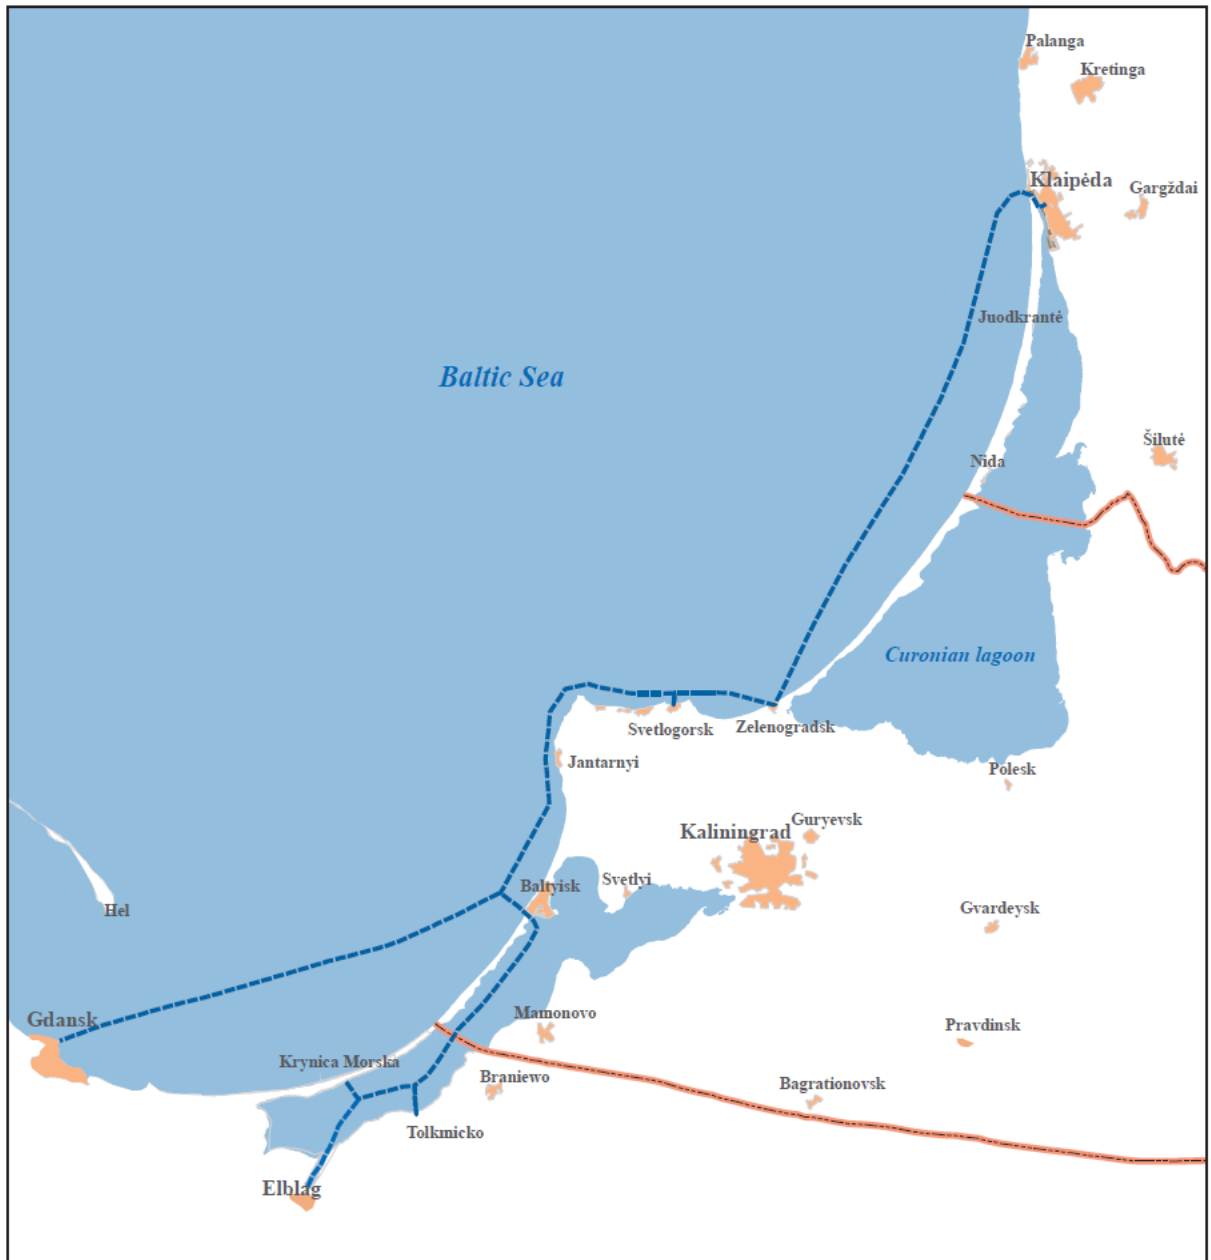 Palanga
Kretinga
Klaipėda
Gargždai
Juodkrantė
Baltic Sea
Šilutė
Nida
Curonian lagoon
Svetlogorsk
Zelenogradsk
Jantarnyi
Polesk
Guryevsk
Kaliningrad
Svetlyi
Baltyisk
Hel
Gvardeysk
Mamonovo
Gdansk
Pravdinsk
Krynica Morska
Braniewo
Bagrationovsk
Tolkmicko
Elbląg